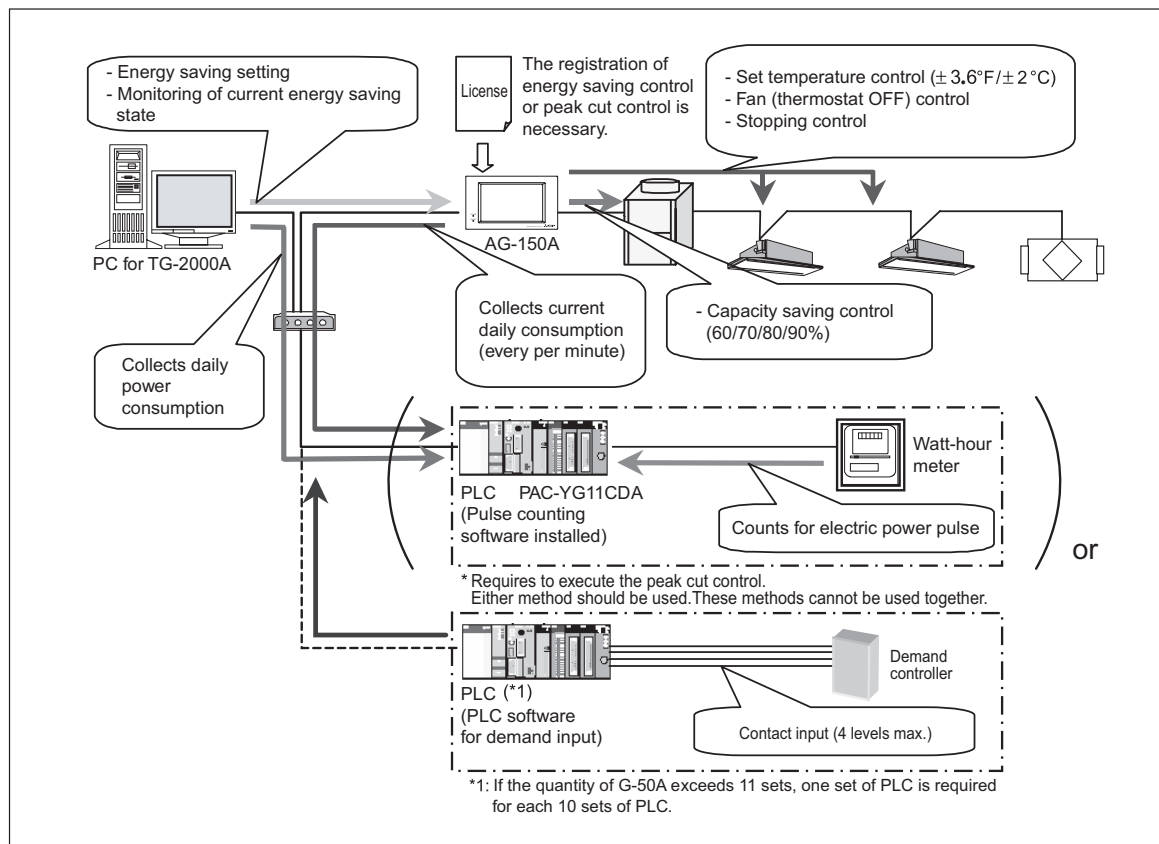 - Energy saving setting
- Monitoring of current energy saving
state
License
The registration of
energy saving control
or peak cut control is
necessary.
- Set temperature control (±3.6°F/±2°C)
- Fan (thermostat OFF) control
- Stopping control
PC for TG-2000A
AG-150A
Collects current
daily consumption
(every per minute)
- Capacity saving control
(60/70/80/90%)
Collects daily
power
consumption
Watt-hour
meter
PLC PAC-YG11CDA
(Pulse counting
software installed)
Counts for electric power pulse
or
* Requires to execute the peak cut control.
Either method should be used.These methods cannot be used together.
Demand
controller
PLC (*1)
(PLC software
for demand input)
Contact input (4 levels max.)
*1: If the quantity of G-50A exceeds 11 sets, one set of PLC is required
for each 10 sets of PLC.